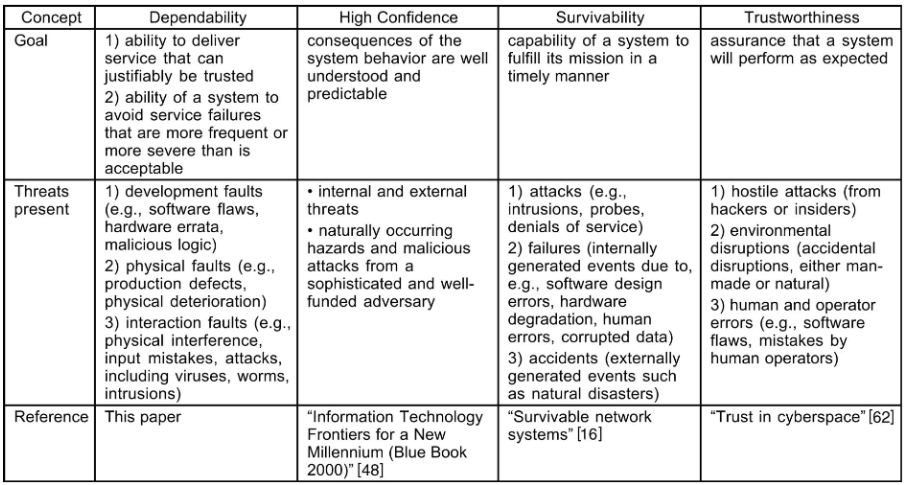 Concept
Dependability
High Confidence
Survivability
Trustworthiness
Goal
1) ability to deliver
service that can
justifiably be trusted
2) ability of a system to
avoid service failures
that are more frequent or
more severe than is
acceptable
consequences of the
system behavior are well
understood and
predictable
capability of a system to
fulfill its mission in a
timely manner
assurance that a system
will perform as expected
Threats
present
1) development faults
(e.g., software flaws,
hardware errata,
malicious logic)
2) physical faults (e.g.,
production defects,
physical deterioration)
3) interaction faults (e.g.,
physical interference,
input mistakes, attacks,
including viruses, worms,
intrusions)
• internal and external
threats
• naturally occurring
hazards and malicious
attacks from a
sophisticated and well-
funded adversary
1) attacks (e.g.,
intrusions, probes,
denials of service)
2) failures (internally
generated events due to,
e.g., software design
errors, hardware
degradation, human
errors, corrupted data)
3) accidents (externally
generated events such
as natural disasters)
1) hostile attacks (from
hackers or insiders)
2) environmental
disruptions (accidental
disruptions, either man-
made or natural)
3) human and operator
errors (e.g., software
flaws, mistakes by
human operators)
Reference
This paper
“Information Technology
Frontiers for a New
Millennium (Blue Book
2000)” [48]
“Survivable network
systems” [16]
“Trust in cyberspace” [62]